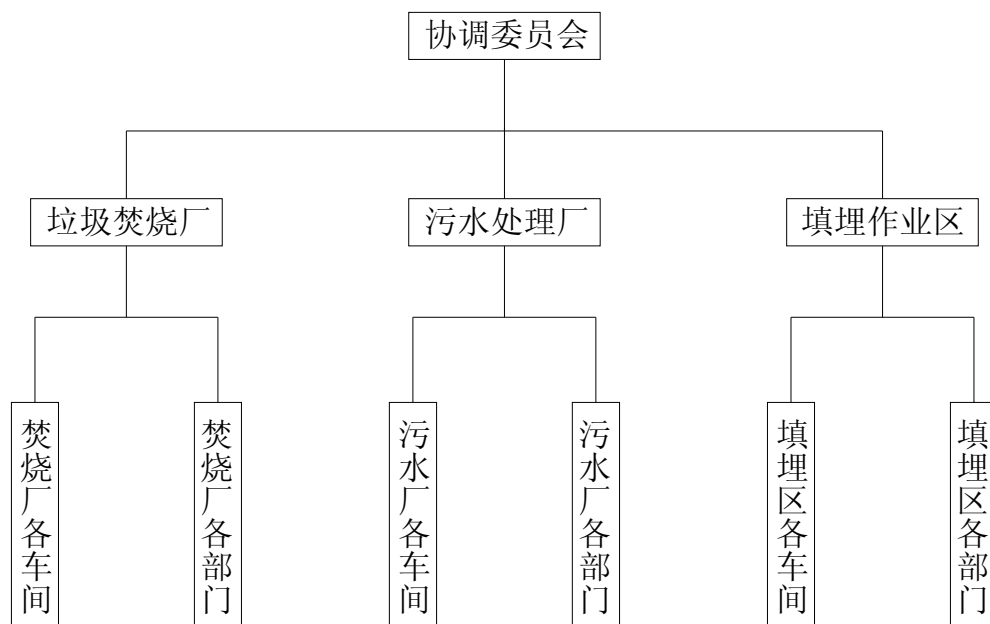 协调委员会
垃圾焚烧厂
污水处理厂
填埋作业区
焚烧厂各车间
焚烧厂各部门
污水厂各车间
污水厂各部门
填埋区各车间
填埋区各部门